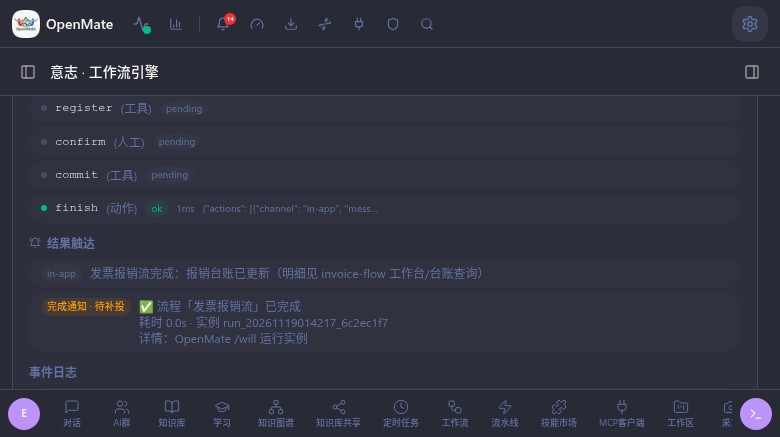 OpenMate
14
意志 · 工作流引擎
register (工具) pending
confirm (人工) pending
commit (工具) pending
finish (动作) ok 1ms {"actions": [{"channel": "in-app", "mess...
结果触达
in-app 发票报销流完成：报销台账已更新（明细见 invoice-flow 工作台/台账查询）
完成通知 · 待补投 ✅ 流程「发票报销流」已完成
耗时 0.0s · 实例 run_20261119014217_6c2ec1f7
详情：OpenMate /will 运行实例
事件日志
E 对话 AI群 知识库 学习 知识图谱 知识库共享 定时任务 工作流 流水线 技能市场 MCP客户端 工作区 采